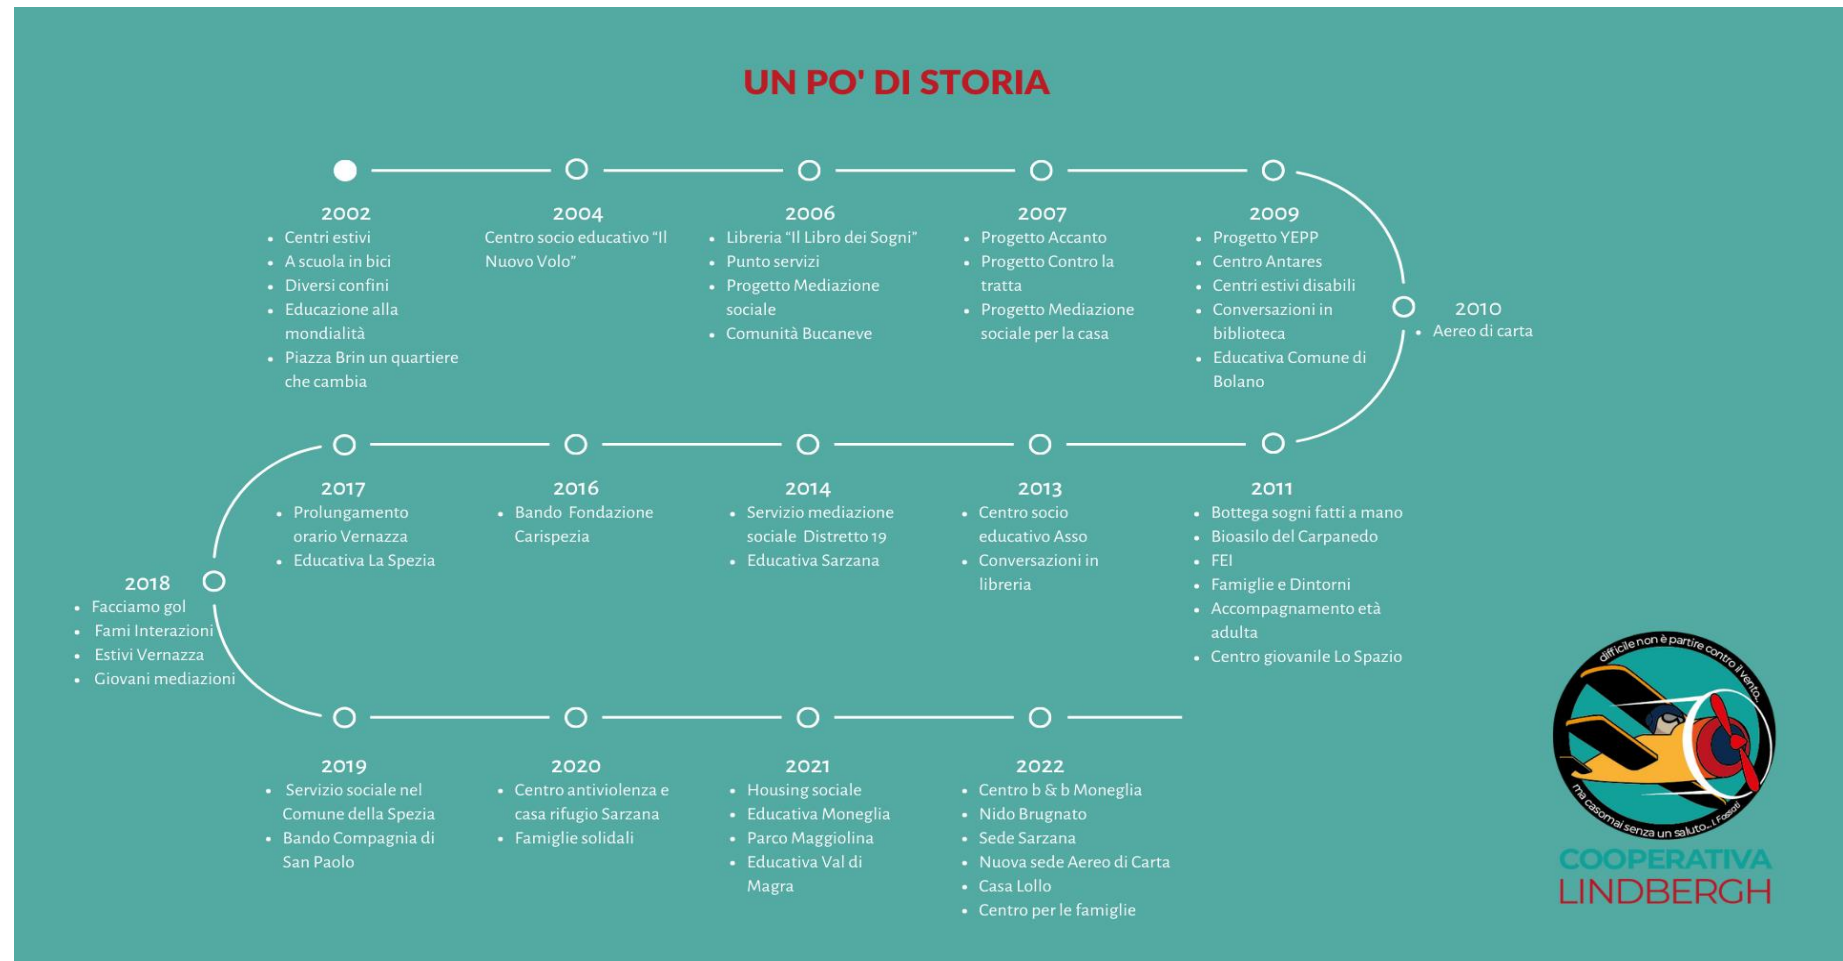 UN PO' DI STORIA
2002
• Centri estivi
• A scuola in bici
• Diversi confini
• Educazione alla
mondialità
• Piazza Brin un quartiere
che cambia
2004
Centro socio educativo “Il
Nuovo Volo”
2006
• Libreria “Il Libro dei Sogni”
• Punto servizi
• Progetto Mediazione
sociale
• Comunità Bucaneve
2007
• Progetto Accanto
• Progetto Contro la
tratta
• Progetto Mediazione
sociale per la casa
2009
• Progetto YEPP
• Centro Antares
• Centri estivi disabili
• Conversazioni in
biblioteca
• Educativa Comune di
Bolano
2010
• Aereo di carta
2011
• Bottega sogni fatti a mano
• Bioasilo del Carpanedo
• FEI
• Famiglie e Dintorni
• Accompagnamento età
adulta
• Centro giovanile Lo Spazio
2013
• Centro socio
educativo Asso
• Conversazioni in
libreria
2014
• Servizio mediazione
sociale Distretto 19
• Educativa Sarzana
2016
• Bando Fondazione
Carispezia
2017
• Prolungamento
orario Vernazza
• Educativa La Spezia
2018
• Facciamo gol
• Fami Interazioni
• Estivi Vernazza
• Giovani mediazioni
2019
• Servizio sociale nel
Comune della Spezia
• Bando Compagnia di
San Paolo
2020
• Centro antiviolenza e
casa rifugio Sarzana
• Famiglie solidali
2021
• Housing sociale
• Educativa Moneglia
• Parco Maggiolina
• Educativa Val di
Magra
2022
• Centro b & b Moneglia
• Nido Brugnato
• Sede Sarzana
• Nuova sede Aereo di Carta
• Casa Lollo
• Centro per le famiglie
difficile non è partire contro il vento...
ma casomai senza un saluto... I. Fossati
COOPERATIVA
LINDBERGH